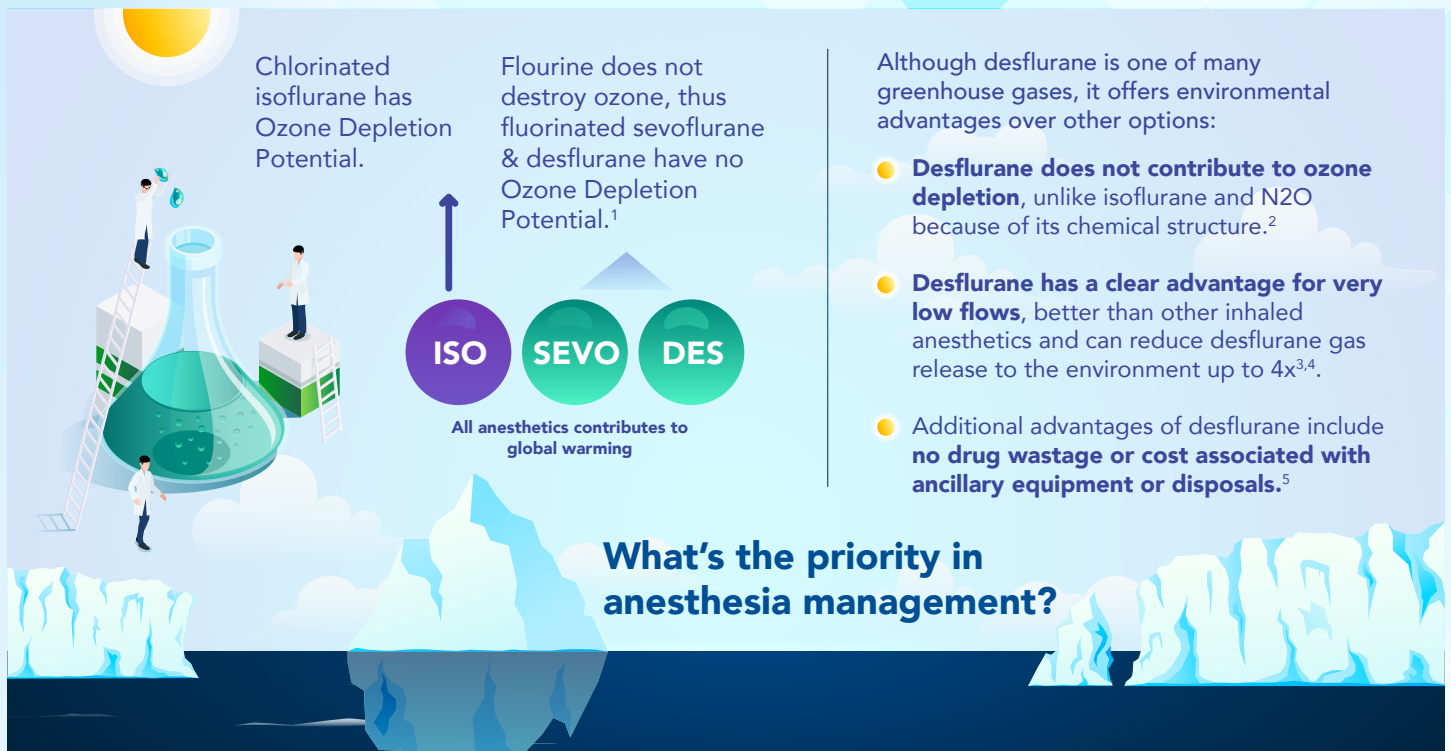 Chlorinated
isoflurane has
Ozone Depletion
Potential.
Flourine does not
destroy ozone, thus
fluorinated sevoflurane
& desflurane have no
Ozone Depletion
Potential.1
ISO
SEVO
DES
All anesthetics contributes to
global warming
Although desflurane is one of many
greenhouse gases, it offers environmental
advantages over other options:
Desflurane does not contribute to ozone
depletion, unlike isoflurane and N2O
because of its chemical structure.2
Desflurane has a clear advantage for very
low flows, better than other inhaled
anesthetics and can reduce desflurane gas
release to the environment up to 4x3,4.
Additional advantages of desflurane include
no drug wastage or cost associated with
ancillary equipment or disposals.5
What's the priority in
anesthesia management?